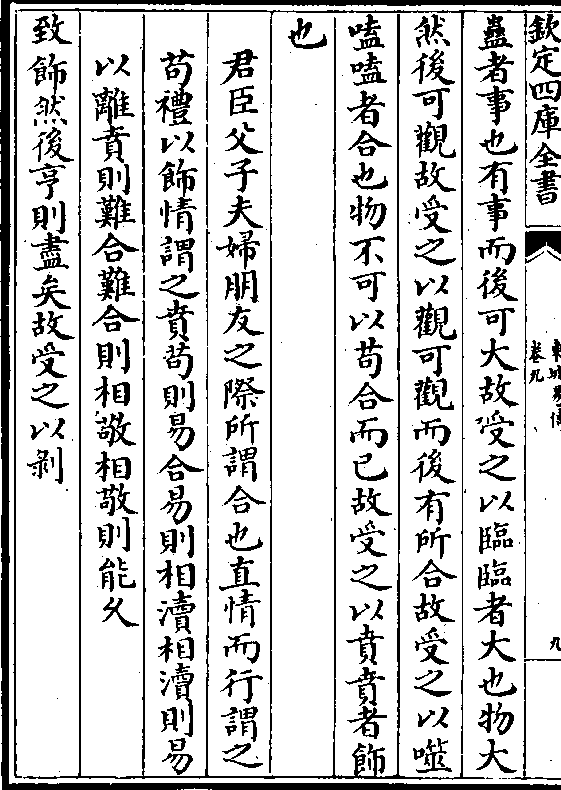 欽定四庫全書
東坡易傳
卷九
九
蠱者事也有事而後可大故受之以臨臨者大也物大
然後可觀故受之以觀可觀而後有所合故受之以噬
嗑嗑者合也物不可以苟合而已故受之以賁賁者飾
也
君臣父子夫婦朋友之際所謂合也直情而行謂之
苟禮以飾情謂之賁苟則易合易則相瀆相瀆則易
以離賁則難合難合則相敬相敬則能久
致飾然後亨則盡矣故受之以剥